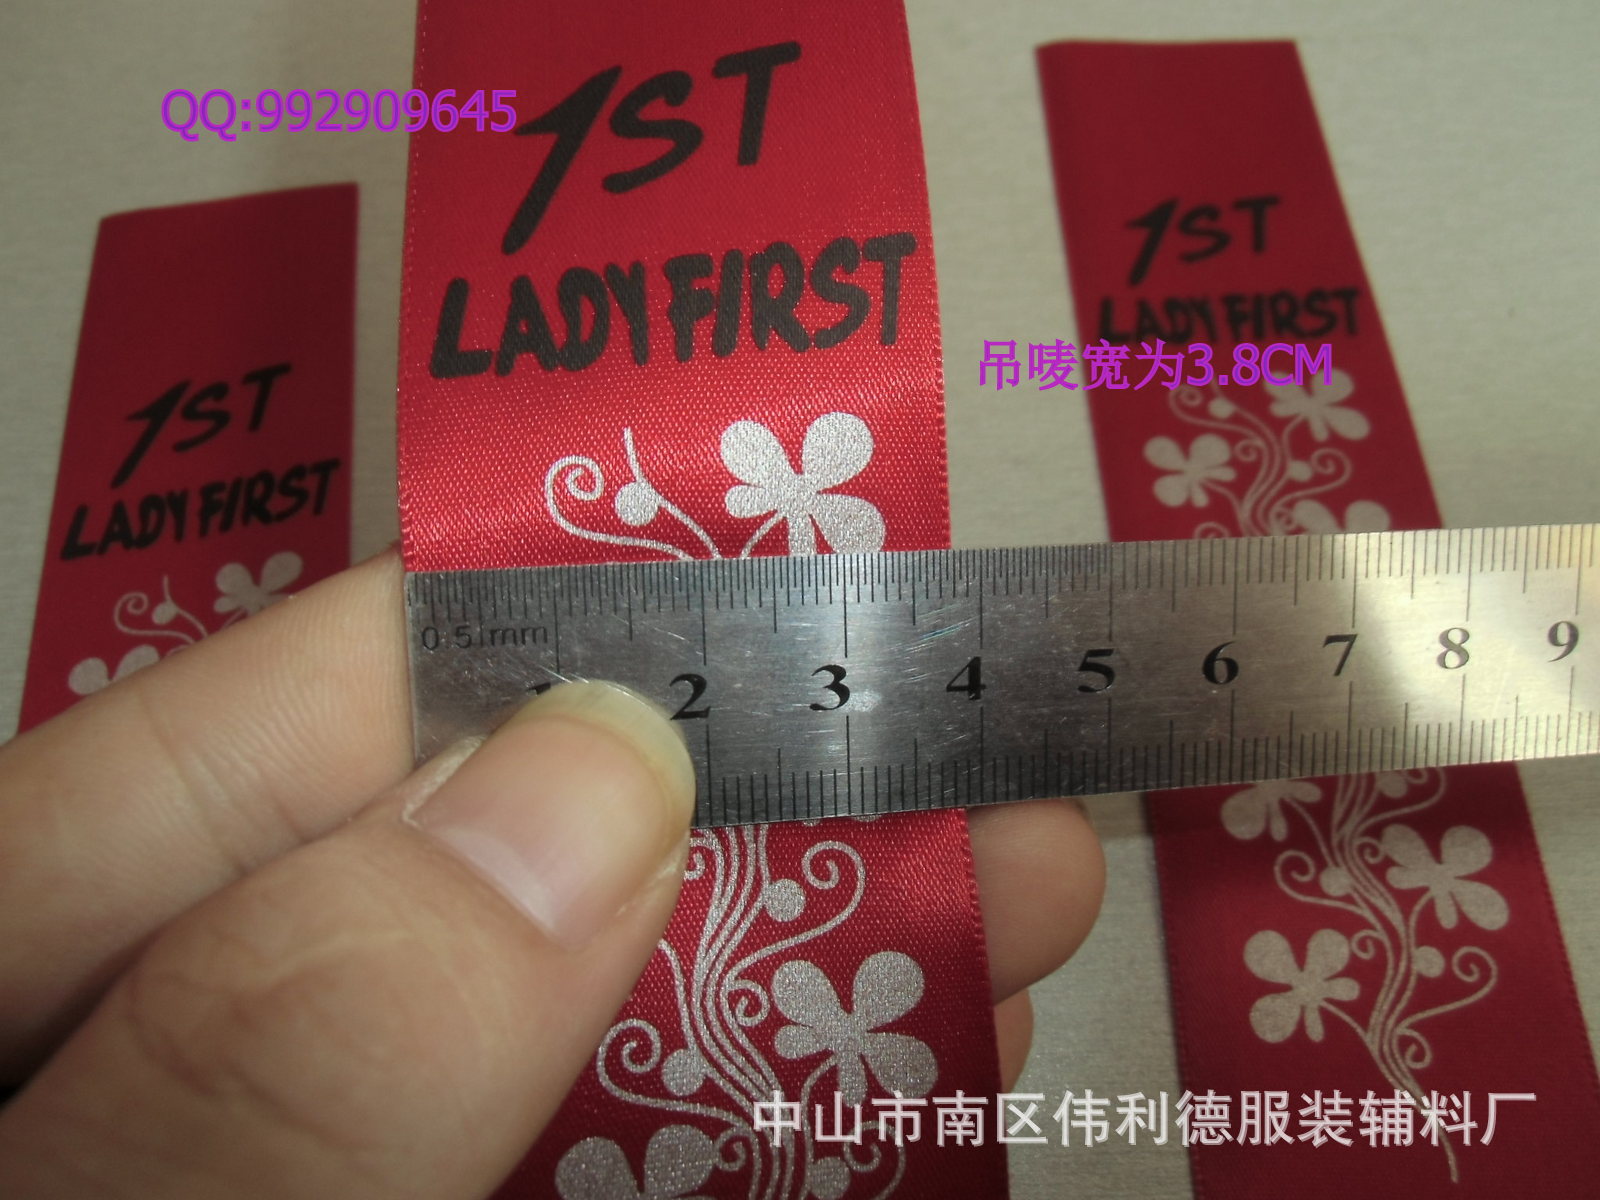 QQ:992909645
1ST
LADY FIRST
1ST
LADY FIRST
1ST
LADY FIRST
吊唛宽为3.8CM
0.5mm
1 2 3 4 5 6 7 8 9
中山市南区伟利德服装辅料厂